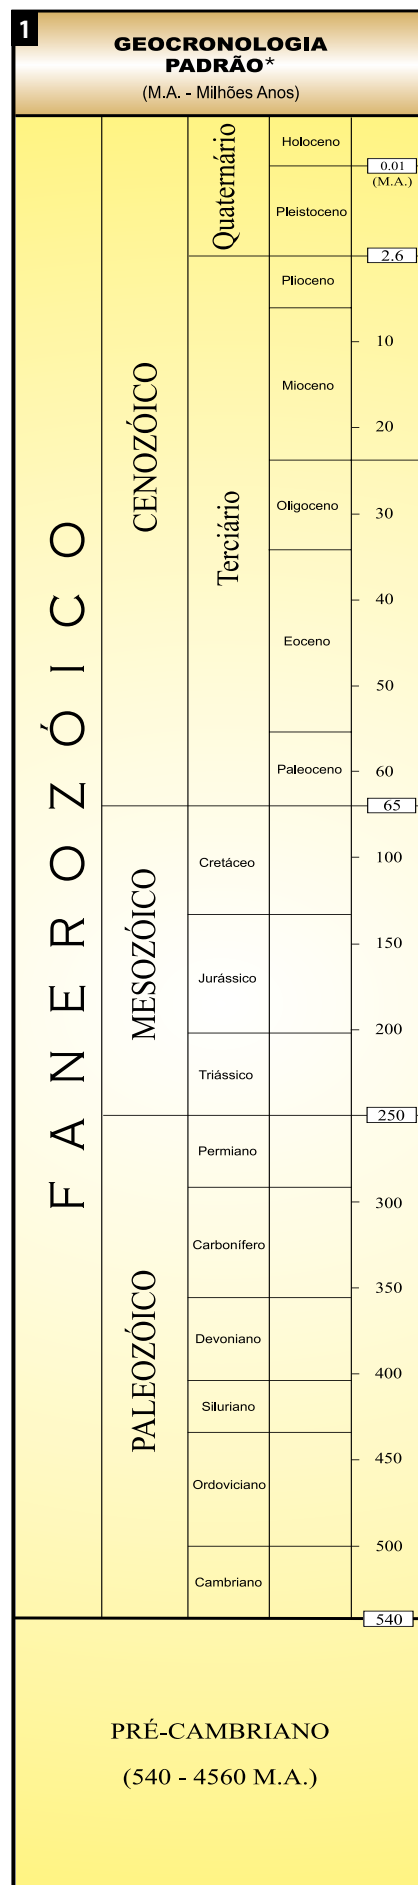 1
GEOCRONOLOGIA
PADRÃO*
(M.A. - Milhões Anos)
FANEROZÓICO
CENOZÓICO
Quaternário
Holoceno
0.01
(M.A.)
Pleistoceno
2.6
Terciário
Plioceno
10
Mioceno
20
Oligoceno
30
40
Eoceno
50
Paleoceno
60
65
MESOZÓICO
Cretáceo
100
150
Jurássico
200
Triássico
250
PALEOZÓICO
Permiano
300
Carbonífero
350
Devoniano
400
Siluriano
450
Ordoviciano
500
Cambriano
540
PRÉ-CAMBRIANO
(540 - 4560 M.A.)